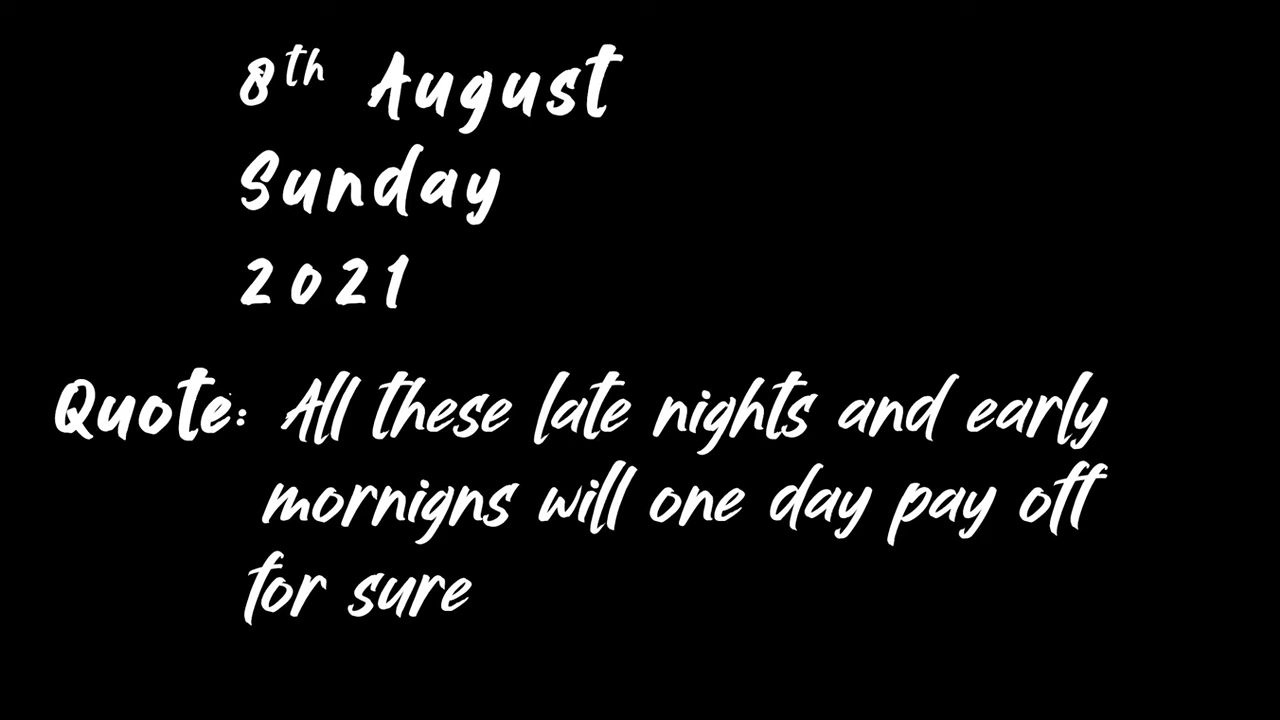 8th August
Sunday
2021
Quote: All these late nights and early
mornigns will one day pay off
for sure